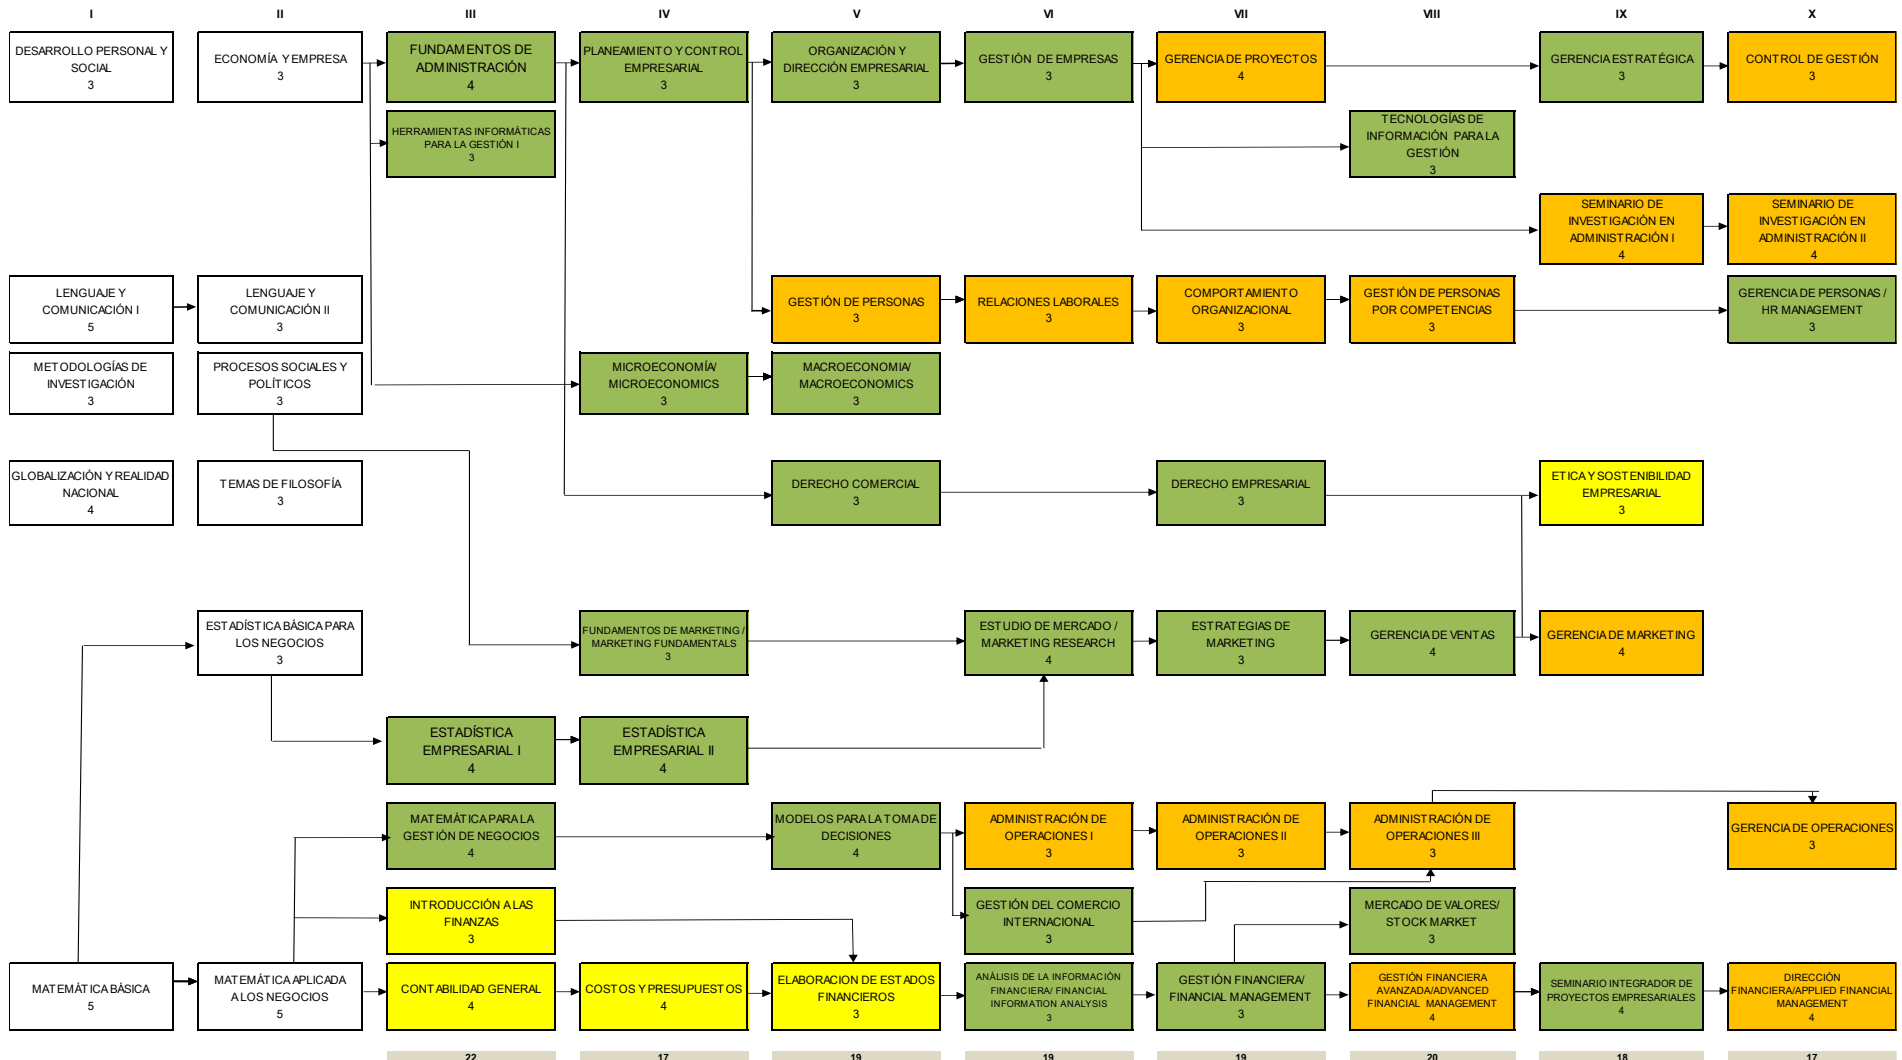 I II III IV V VI VII VIII IX X
DESARROLLO PERSONAL Y
SOCIAL
3
ECONOMÍA Y EMPRESA
3
FUNDAMENTOS DE
ADMINISTRACIÓN
4
PLANEAMIENTO Y CONTROL
EMPRESARIAL
3
ORGANIZACIÓN Y
DIRECCIÓN EMPRESARIAL
3
GESTIÓN DE EMPRESAS
3
GERENCIA DE PROYECTOS
4
GERENCIA ESTRATÉGICA
3
CONTROL DE GESTIÓN
3
HERRAMIENTAS INFORMÁTICAS
PARA LA GESTIÓN I
3
TECNOLOGÍAS DE
INFORMACIÓN PARA LA
GESTIÓN
3
SEMINARIO DE
INVESTIGACIÓN EN
ADMINISTRACIÓN I
4
SEMINARIO DE
INVESTIGACIÓN EN
ADMINISTRACIÓN II
4
LENGUAJE Y
COMUNICACIÓN I
5
LENGUAJE Y
COMUNICACIÓN II
3
GESTIÓN DE PERSONAS
3
RELACIONES LABORALES
3
COMPORTAMIENTO
ORGANIZACIONAL
3
GESTIÓN DE PERSONAS
POR COMPETENCIAS
3
GERENCIA DE PERSONAS /
HR MANAGEMENT
3
METODOLOGÍAS DE
INVESTIGACIÓN
3
PROCESOS SOCIALES Y
POLÍTICOS
3
MICROECONOMÍA/
MICROECONOMICS
3
MACROECONOMIA/
MACROECONOMICS
3
GLOBALIZACIÓN Y REALIDAD
NACIONAL
4
TEMAS DE FILOSOFÍA
3
DERECHO COMERCIAL
3
DERECHO EMPRESARIAL
3
ETICA Y SOSTENIBILIDAD
EMPRESARIAL
3
ESTADÍSTICA BÁSICA PARA
LOS NEGOCIOS
3
FUNDAMENTOS DE MARKETING /
MARKETING FUNDAMENTALS
3
ESTUDIO DE MERCADO /
MARKETING RESEARCH
4
ESTRATEGIAS DE
MARKETING
3
GERENCIA DE VENTAS
4
GERENCIA DE MARKETING
4
ESTADÍSTICA
EMPRESARIAL I
4
ESTADÍSTICA
EMPRESARIAL II
4
MATEMÁTICA PARA LA
GESTIÓN DE NEGOCIOS
4
MODELOS PARA LA TOMA DE
DECISIONES
4
ADMINISTRACIÓN DE
OPERACIONES I
3
ADMINISTRACIÓN DE
OPERACIONES II
3
ADMINISTRACIÓN DE
OPERACIONES III
3
GERENCIA DE OPERACIONES
3
INTRODUCCIÓN A LAS
FINANZAS
3
GESTIÓN DEL COMERCIO
INTERNACIONAL
3
MERCADO DE VALORES/
STOCK MARKET
3
MATEMÁTICA BÁSICA
5
MATEMÁTICA APLICADA
A LOS NEGOCIOS
5
CONTABILIDAD GENERAL
4
COSTOS Y PRESUPUESTOS
4
ELABORACION DE ESTADOS
FINANCIEROS
3
ANÁLISIS DE LA INFORMACIÓN
FINANCIERA/ FINANCIAL
INFORMATION ANALYSIS
3
GESTIÓN FINANCIERA/
FINANCIAL MANAGEMENT
3
GESTIÓN FINANCIERA
AVANZADA/ADVANCED
FINANCIAL MANAGEMENT
4
SEMINARIO INTEGRADOR DE
PROYECTOS EMPRESARIALES
4
DIRECCIÓN
FINANCIERA/APPLIED FINANCIAL
MANAGEMENT
4
22 17 19 19 19 20 18 17